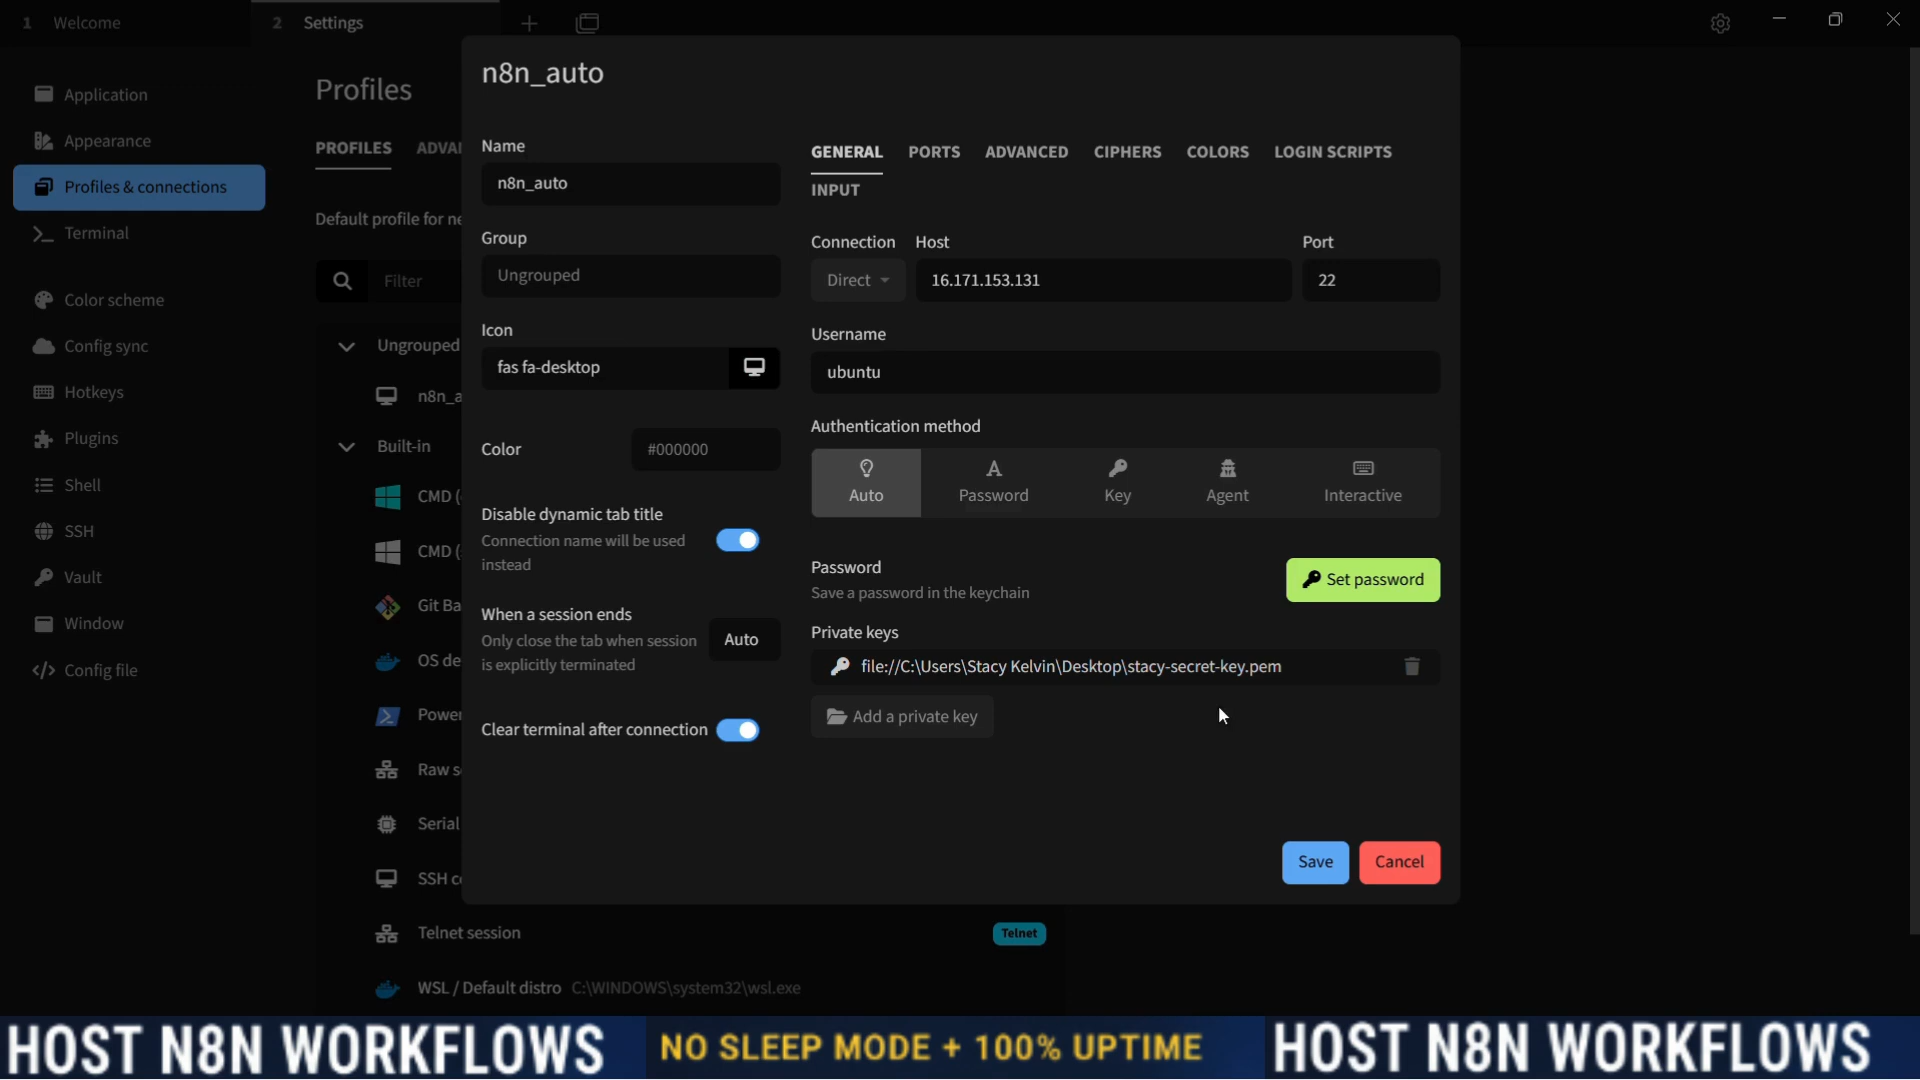 1 Welcome
2 Settings
Application
Appearance
Profiles & connections
Terminal
Color scheme
Config sync
Hotkeys
Plugins
Shell
SSH
Vault
Window
Config file
Profiles
PROFILES ADVA
Default profile for ne
Filter
Ungrouped
n8n_a
Built-in
CMD (
CMD (
Git Ba
OS de
Power
Raw s
Serial
SSH c
Telnet session Telnet
WSL / Default distro C:\WINDOWS\system32\wsl.exe
n8n_auto
Name
n8n_auto
Group
Ungrouped
Icon
fas fa-desktop
Color #000000
Disable dynamic tab title
Connection name will be used
instead
When a session ends
Only close the tab when session
is explicitly terminated
Auto
Clear terminal after connection
GENERAL PORTS ADVANCED CIPHERS COLORS LOGIN SCRIPTS
INPUT
Connection Host Port
Direct 16.171.153.131 22
Username
ubuntu
Authentication method
Auto Password Key Agent Interactive
Password
Save a password in the keychain
Set password
Private keys
file://C:\Users\Stacy Kelvin\Desktop\stacy-secret-key.pem
Add a private key
Save Cancel
HOST N8N WORKFLOWS NO SLEEP MODE + 100% UPTIME HOST N8N WORKFLOWS